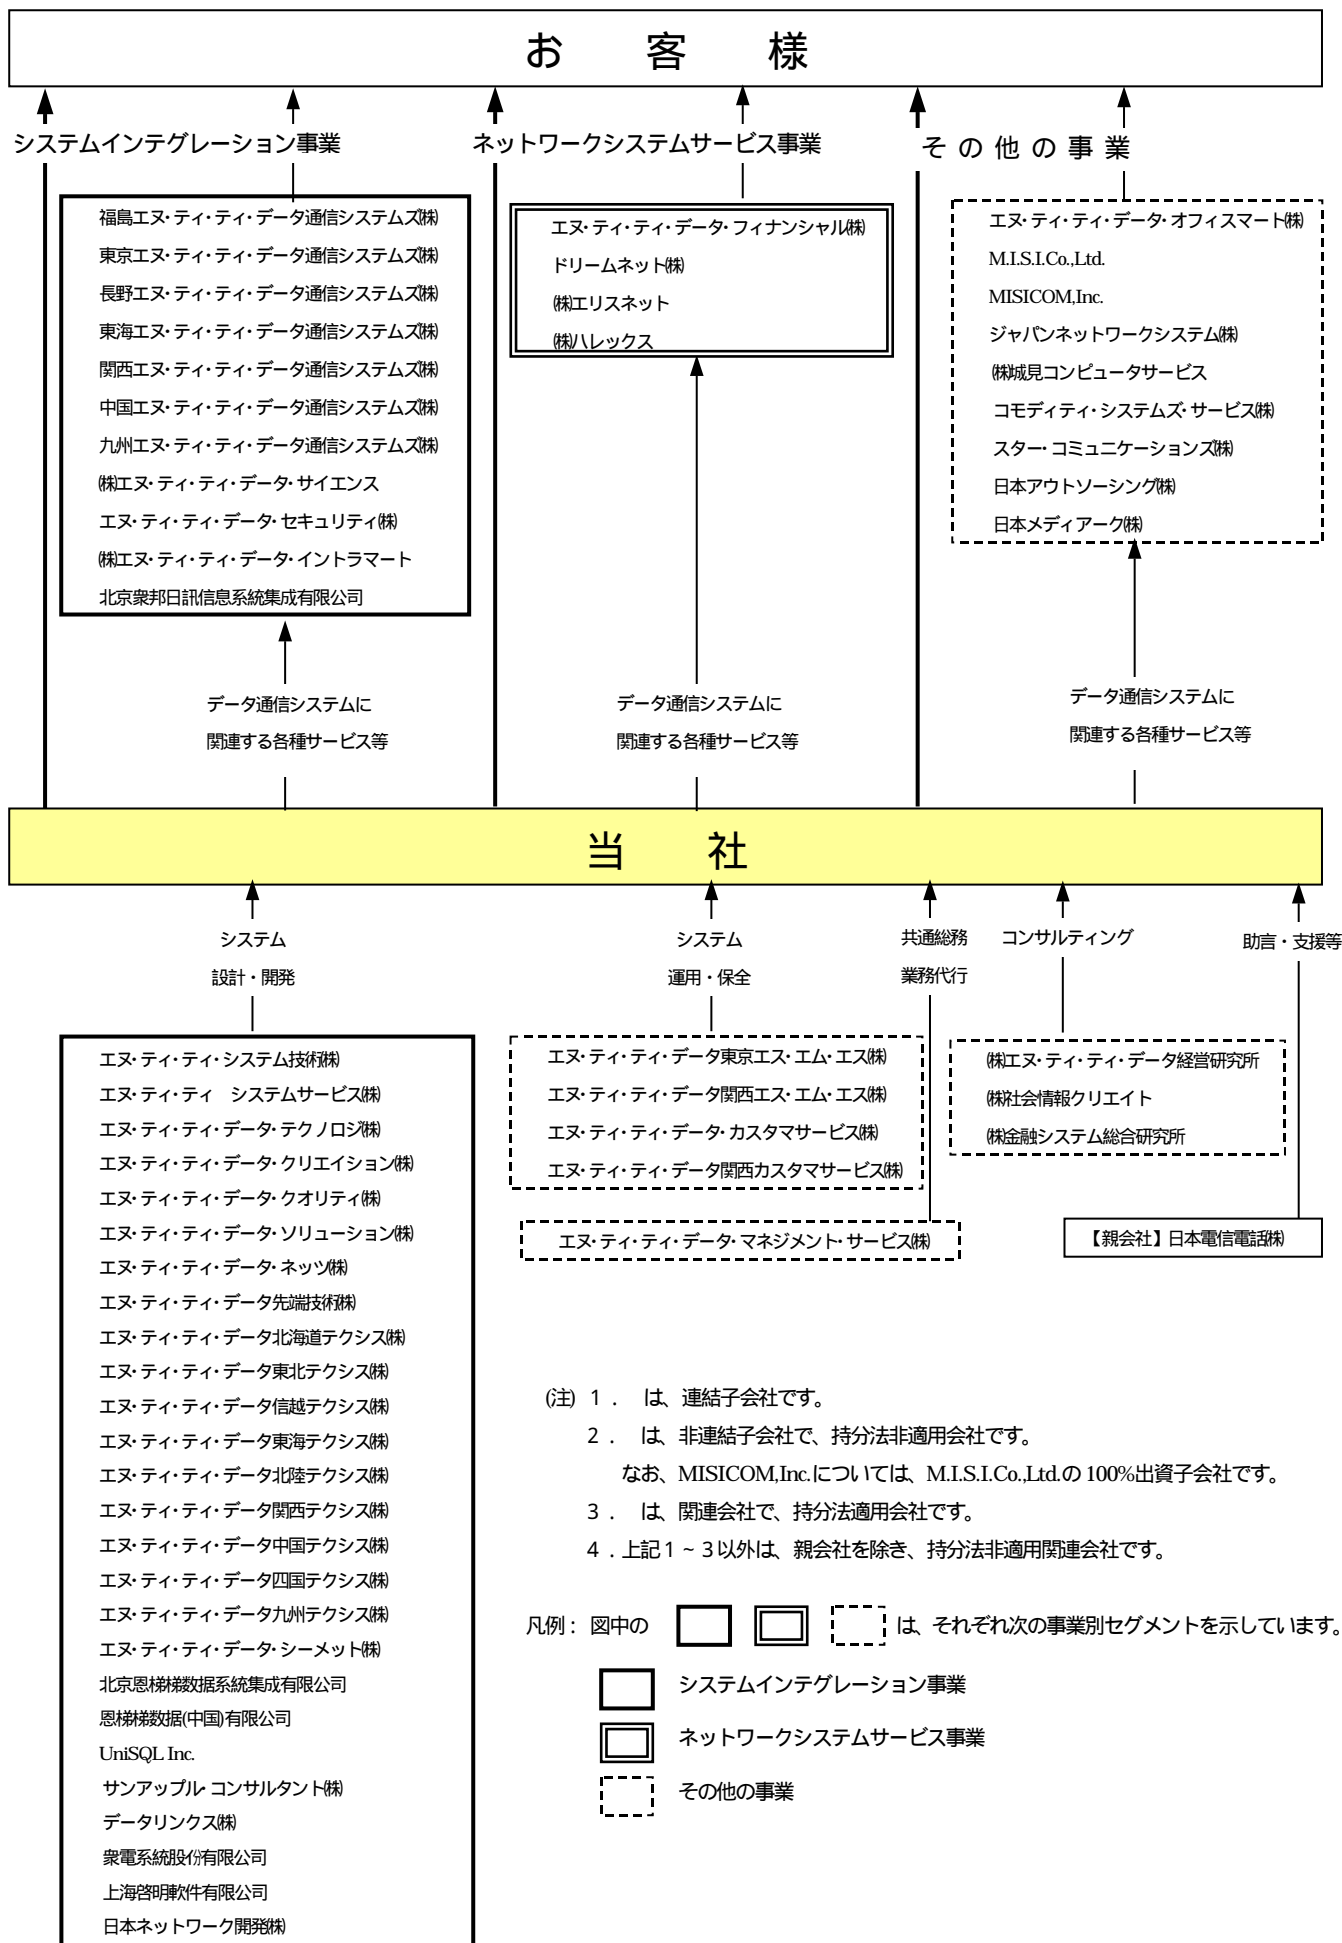 お客様
システムインテグレーション事業
ネットワークシステムサービス事業
その他の事業
福島エヌ・ティ・ティ・データ通信システムズ㈱
東京エヌ・ティ・ティ・データ通信システムズ㈱
長野エヌ・ティ・ティ・データ通信システムズ㈱
東海エヌ・ティ・ティ・データ通信システムズ㈱
関西エヌ・ティ・ティ・データ通信システムズ㈱
中国エヌ・ティ・ティ・データ通信システムズ㈱
九州エヌ・ティ・ティ・データ通信システムズ㈱
㈱エヌ・ティ・ティ・データ・サイエンス
エヌ・ティ・ティ・データ・セキュリティ㈱
㈱エヌ・ティ・ティ・データ・イントラマート
北京衆邦日訊信息系統集成有限公司
エヌ・ティ・ティ・データ・フィナンシャル㈱
ドリームネット㈱
㈱エリスネット
㈱ハレックス
エヌ・ティ・ティ・データ・オフィスマート㈱
M.I.S.I.Co.,Ltd.
MISICOM,Inc.
ジャパンネットワークシステム㈱
㈱城見コンピュータサービス
コモディティ・システムズ・サービス㈱
スター・コミュニケーションズ㈱
日本アウトソーシング㈱
日本メディアーク㈱
データ通信システムに
関連する各種サービス等
データ通信システムに
関連する各種サービス等
データ通信システムに
関連する各種サービス等
当社
システム
設計・開発
システム
運用・保全
共通総務
業務代行
コンサルティング
助言・支援等
エヌ・ティ・ティ・システム技術㈱
エヌ・ティ・ティ システムサービス㈱
エヌ・ティ・ティ・データ・テクノロジ㈱
エヌ・ティ・ティ・データ・クリエイション㈱
エヌ・ティ・ティ・データ・クオリティ㈱
エヌ・ティ・ティ・データ・ソリューション㈱
エヌ・ティ・ティ・データ・ネッツ㈱
エヌ・ティ・ティ・データ先端技術㈱
エヌ・ティ・ティ・データ北海道テクシス㈱
エヌ・ティ・ティ・データ東北テクシス㈱
エヌ・ティ・ティ・データ信越テクシス㈱
エヌ・ティ・ティ・データ東海テクシス㈱
エヌ・ティ・ティ・データ北陸テクシス㈱
エヌ・ティ・ティ・データ関西テクシス㈱
エヌ・ティ・ティ・データ中国テクシス㈱
エヌ・ティ・ティ・データ四国テクシス㈱
エヌ・ティ・ティ・データ九州テクシス㈱
エヌ・ティ・ティ・データ・シーメット㈱
北京恩梯梯数据系統集成有限公司
恩梯梯数据(中国)有限公司
UniSQL Inc.
サンアップル・コンサルタント㈱
データリンクス㈱
衆電系統股份有限公司
上海啓明軟件有限公司
日本ネットワーク開発㈱
エヌ・ティ・ティ・データ東京エス・エム・エス㈱
エヌ・ティ・ティ・データ関西エス・エム・エス㈱
エヌ・ティ・ティ・データ・カスタマサービス㈱
エヌ・ティ・ティ・データ関西カスタマサービス㈱
エヌ・ティ・ティ・データ・マネジメント・サービス㈱
㈱エヌ・ティ・ティ・データ経営研究所
㈱社会情報クリエイト
㈱金融システム総合研究所
【親会社】日本電信電話㈱
(注) 1． は、連結子会社です。
2． は、非連結子会社で、持分法非適用会社です。
なお、MISICOM,Inc.については、M.I.S.I.Co.,Ltd.の100%出資子会社です。
3． は、関連会社で、持分法適用会社です。
4．上記1～3以外は、親会社を除き、持分法非適用関連会社です。
凡例：図中の は、それぞれ次の事業別セグメントを示しています。
システムインテグレーション事業
ネットワークシステムサービス事業
その他の事業